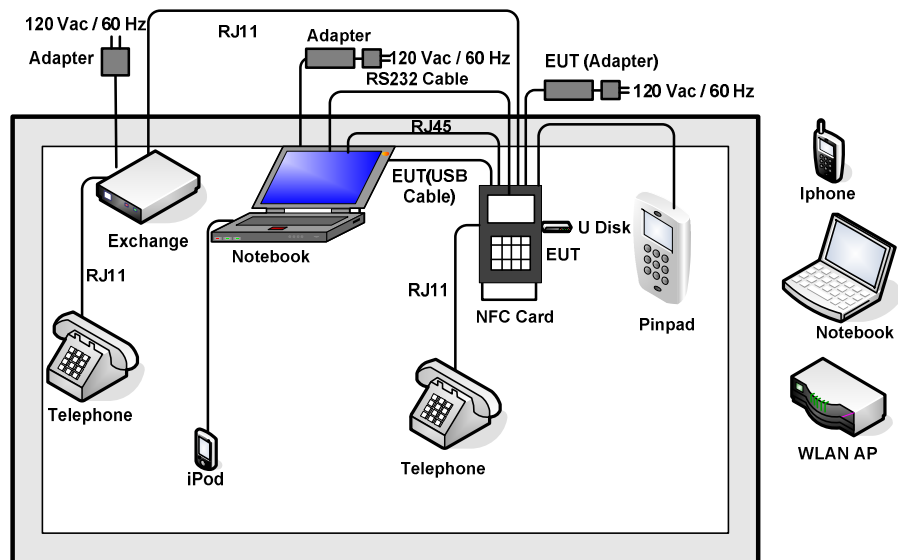 120 Vac / 60 Hz
Adapter
RJ11
Adapter
120 Vac / 60 Hz
RS232 Cable
EUT (Adapter)
120 Vac / 60 Hz
RJ45
EUT(USB
Cable)
Iphone
Exchange
Notebook
U Disk
EUT
RJ11
RJ11
NFC Card
Pinpad
Notebook
Telephone
Telephone
iPod
WLAN AP